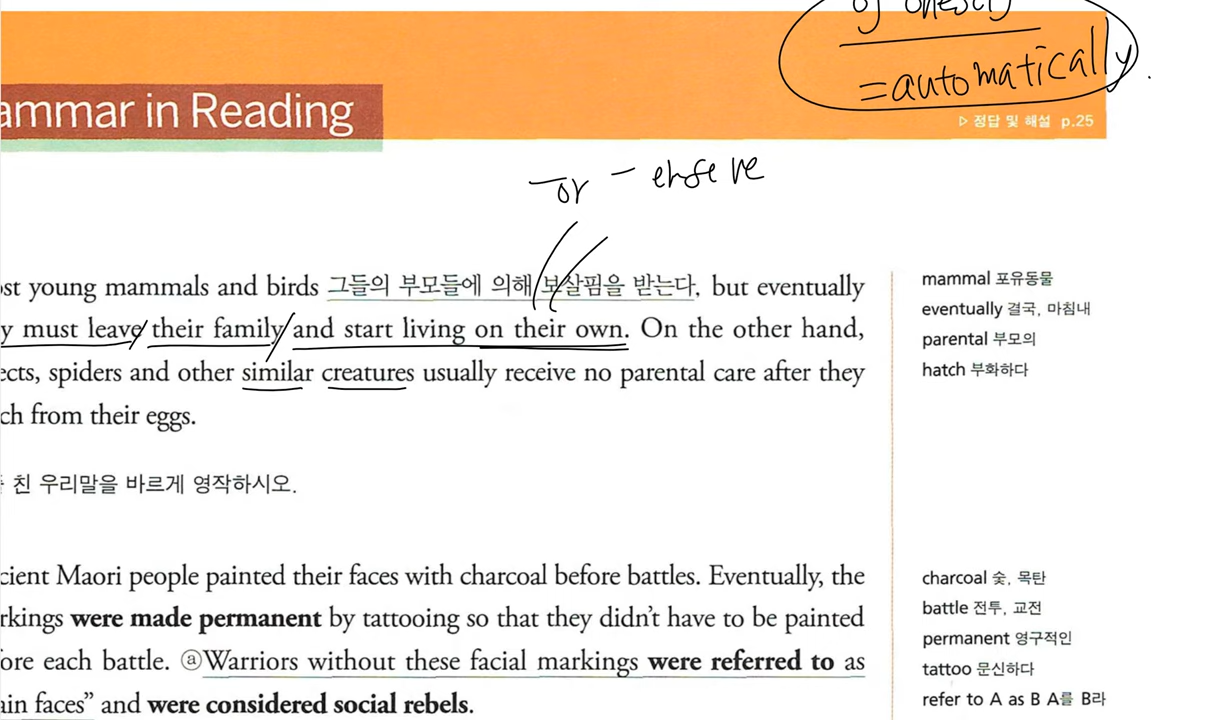 =automatically.
ammar in Reading
▷ 정답 및 해설 p.25
or
ost young mammals and birds 그들의 부모들에 의해 보살핌을 받는다, but eventually
y must leave their family and start living on their own. On the other hand,
ects, spiders and other similar creatures usually receive no parental care after they
ch from their eggs.
mammal 포유동물
eventually 결국, 마침내
parental 부모의
hatch 부화하다
친 우리말을 바르게 영작하시오.
cient Maori people painted their faces with charcoal before battles. Eventually, the
rkings were made permanent by tattooing so that they didn't have to be painted
ore each battle. ⓐWarriors without these facial markings were referred to as
ain faces” and were considered social rebels.
charcoal 숯, 목탄
battle 전투, 교전
permanent 영구적인
tattoo 문신하다
refer to A as B A를 B라